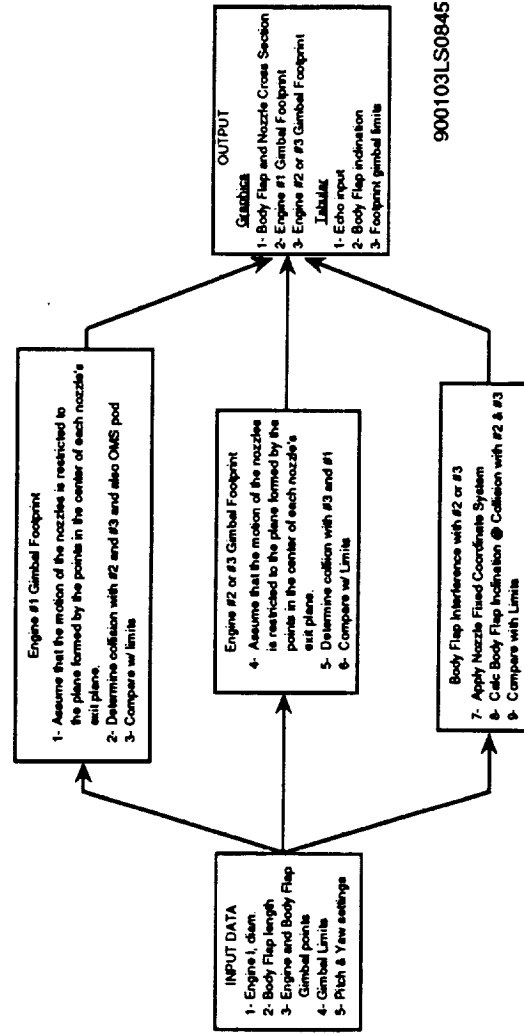 INPUT DATA
1- Engine l, diam.
2- Body Flap length
3- Engine and Body Flap
Gimbal points
4- Gimbal Limits
5- Pitch & Yaw settings
Engine #1 Gimbal Footprint
1- Assume that the motion of the nozzles is restricted to
the plane formed by the points in the center of each nozzle's
exit plane.
2- Determine collision with #2 and #3 and also OMS pod
3- Compare w/ limits
Engine #2 or #3 Gimbal Footprint
4- Assume that the motion of the nozzles
is restricted to the plane formed by the
points in the center of each nozzle's
exit plane.
5- Determine collision with #3 and #1
6- Compare w/ Limits
Body Flap Interference with #2 or #3
7- Apply Nozzle Fixed Coordinate System
8- Calc Body Flap Inclination @ Collision with #2 & #3
9- Compare with Limits
OUTPUT
Graphics
1- Body Flap and Nozzle Cross Section
2- Engine #1 Gimbal Footprint
3- Engine #2 or #3 Gimbal Footprint
Tabular
1- Echo input
2- Body Flap inclination
3- Footprint gimbal limits
900103LS0845